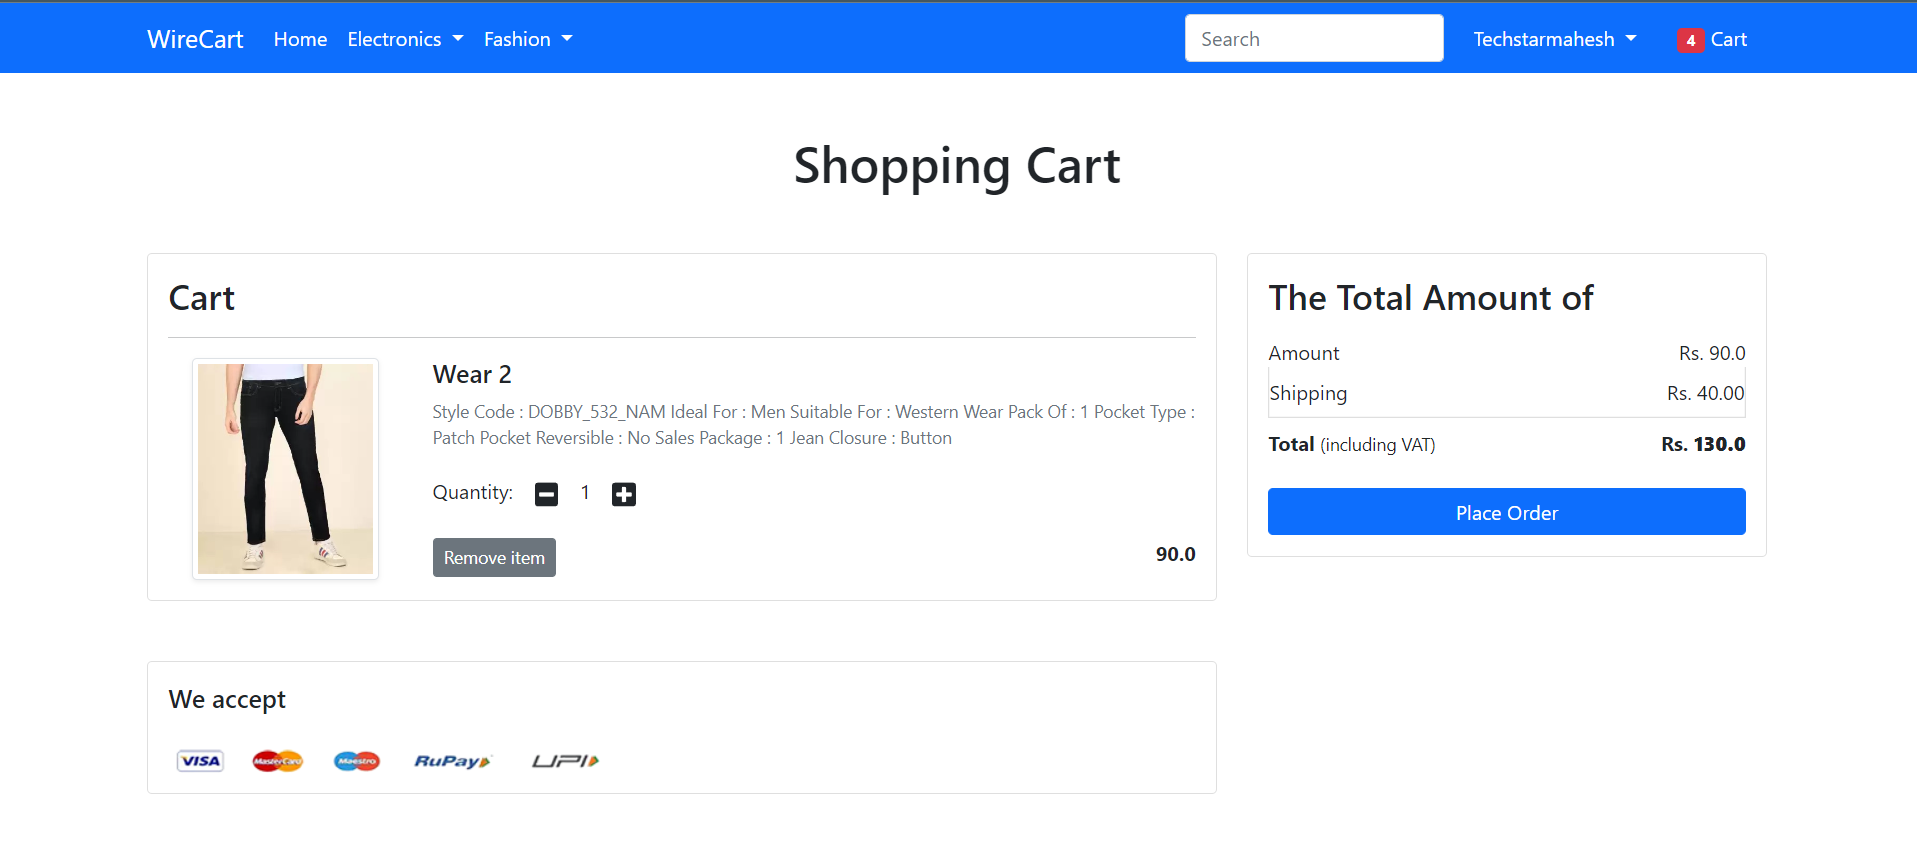 WireCart Home Electronics Fashion Search Techstarmahesh 4 Cart
Shopping Cart
Cart
Wear 2
Style Code : DOBBY_532_NAM Ideal For : Men Suitable For : Western Wear Pack Of : 1 Pocket Type :
Patch Pocket Reversible : No Sales Package : 1 Jean Closure : Button
Quantity: 1
Remove item 90.0
The Total Amount of
Amount Rs. 90.0
Shipping Rs. 40.00
Total (including VAT) Rs. 130.0
Place Order
We accept
VISA MasterCard Maestro RuPay UPI